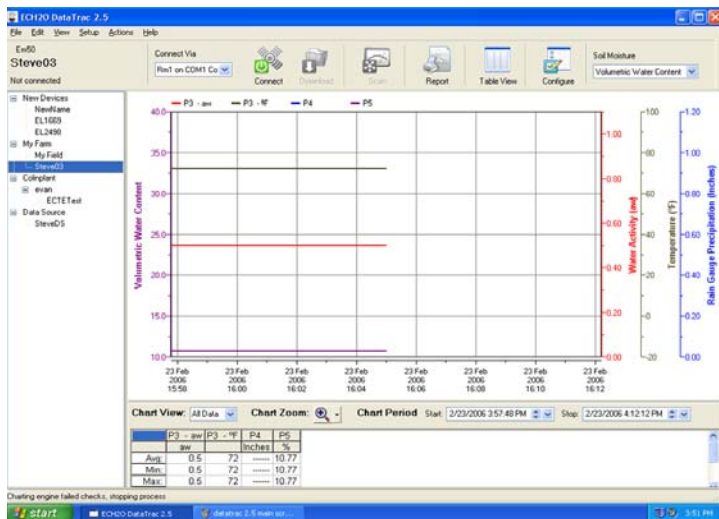 ECH2O DataTrac 2.5
File Edit View Setup Actions Help
Em50
Steve03
Not connected
Connect Via
Connect
Download
Scan
Report
Table View
Configure
Soil Moisture
Volumetric Water Content
New Devices
NewName
EL1669
EL2498
My Farm
My Field
Steve03
Colinplant
evan
ECTETest
Data Source
SteveDS
P3 - aw P3 - ºF P4 P5
40.0
35.0
30.0
25.0
20.0
15.0
10.0
Volumetric Water Content
1.00
0.80
0.60
0.40
0.20
0.00
Water Activity (aw)
100
80
60
40
20
0
-20
Temperature (ºF)
1.20
1.00
0.80
0.60
0.40
0.20
0.00
Rain Gauge Precipitation (Inches)
23 Feb 23 Feb 23 Feb 23 Feb 23 Feb 23 Feb 23 Feb 23 Feb
2006 2006 2006 2006 2006 2006 2006 2006
15:58 16:00 16:02 16:04 16:06 16:08 16:10 16:12
Chart View: All Data Chart Zoom: Chart Period Start: 2/23/2006 3:57:48 PM Stop: 2/23/2006 4:12:12 PM
P3 - aw P3 - ºF P4 P5
aw Inches %
Avg: 0.5 72 ------ 10.77
Min: 0.5 72 ------ 10.77
Max: 0.5 72 ------ 10.77
Charting engine failed checks, stopping process
start ECH2O DataTrac 2.5 datatrac 2.5 main scr... 3:51 PM